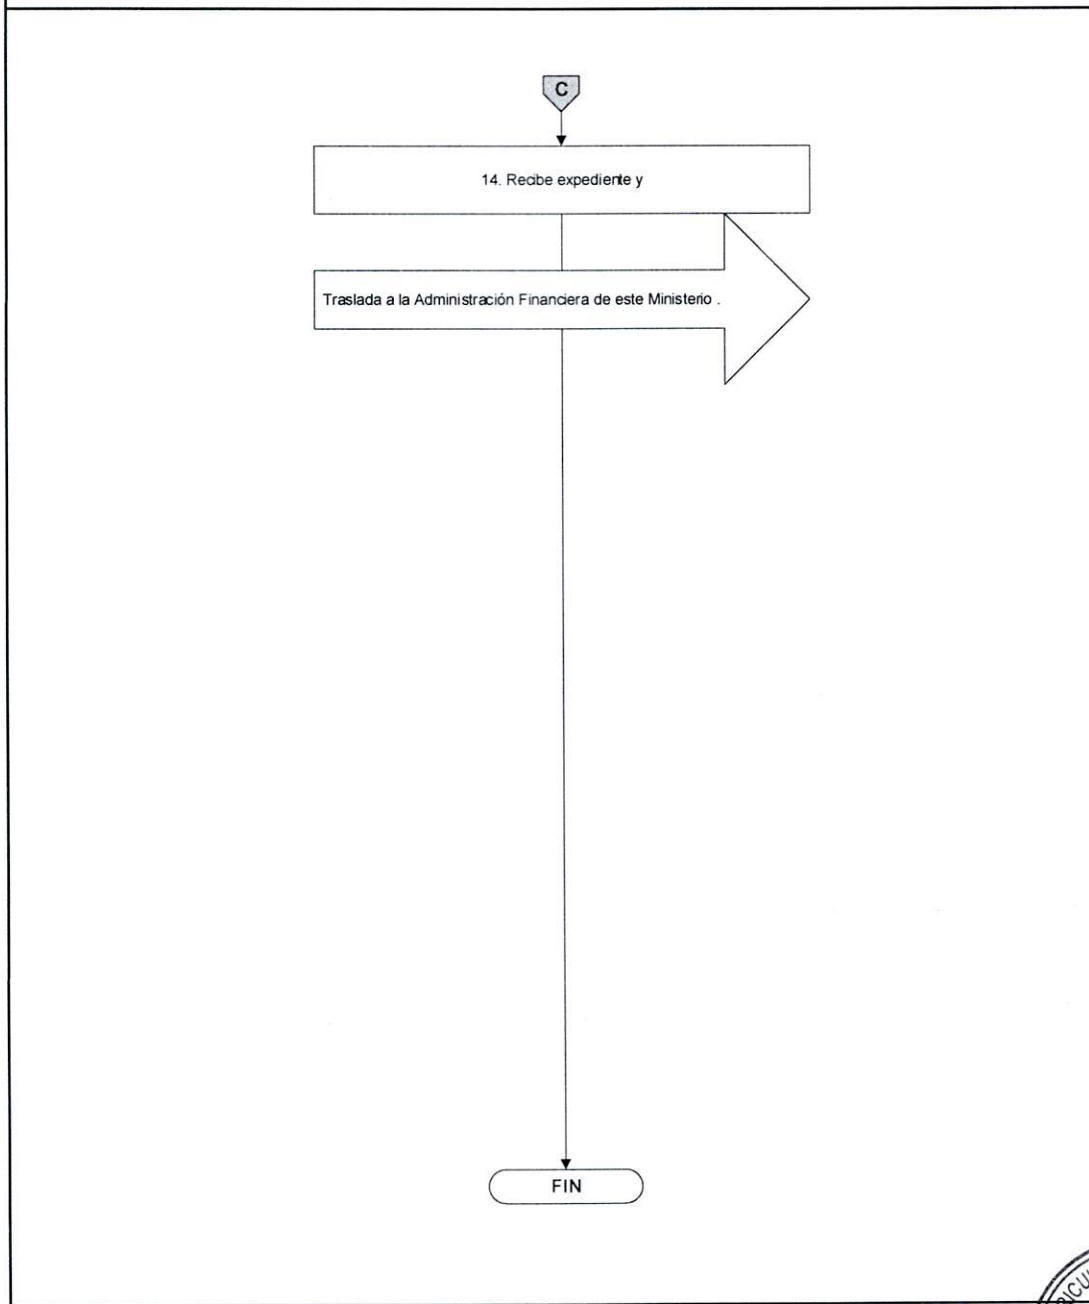 C
14. Recibe expediente y
Traslada a la Administración Financiera de este Ministerio .
FIN